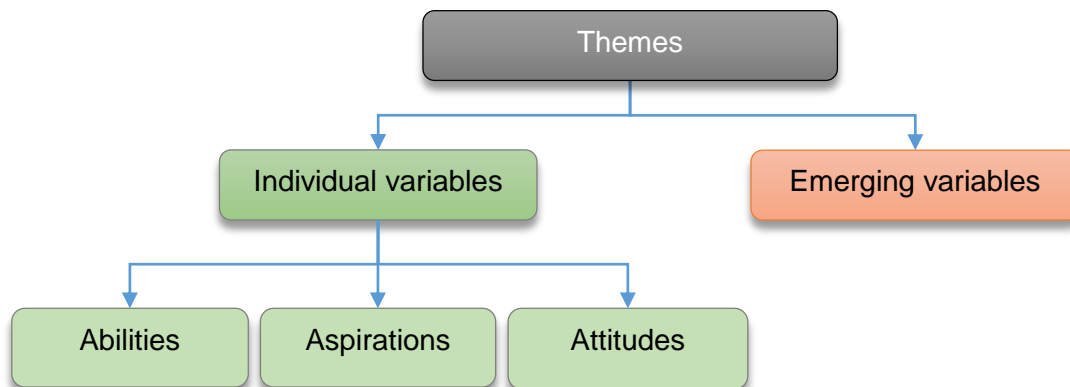 Themes
Individual variables
Emerging variables
Abilities
Aspirations
Attitudes